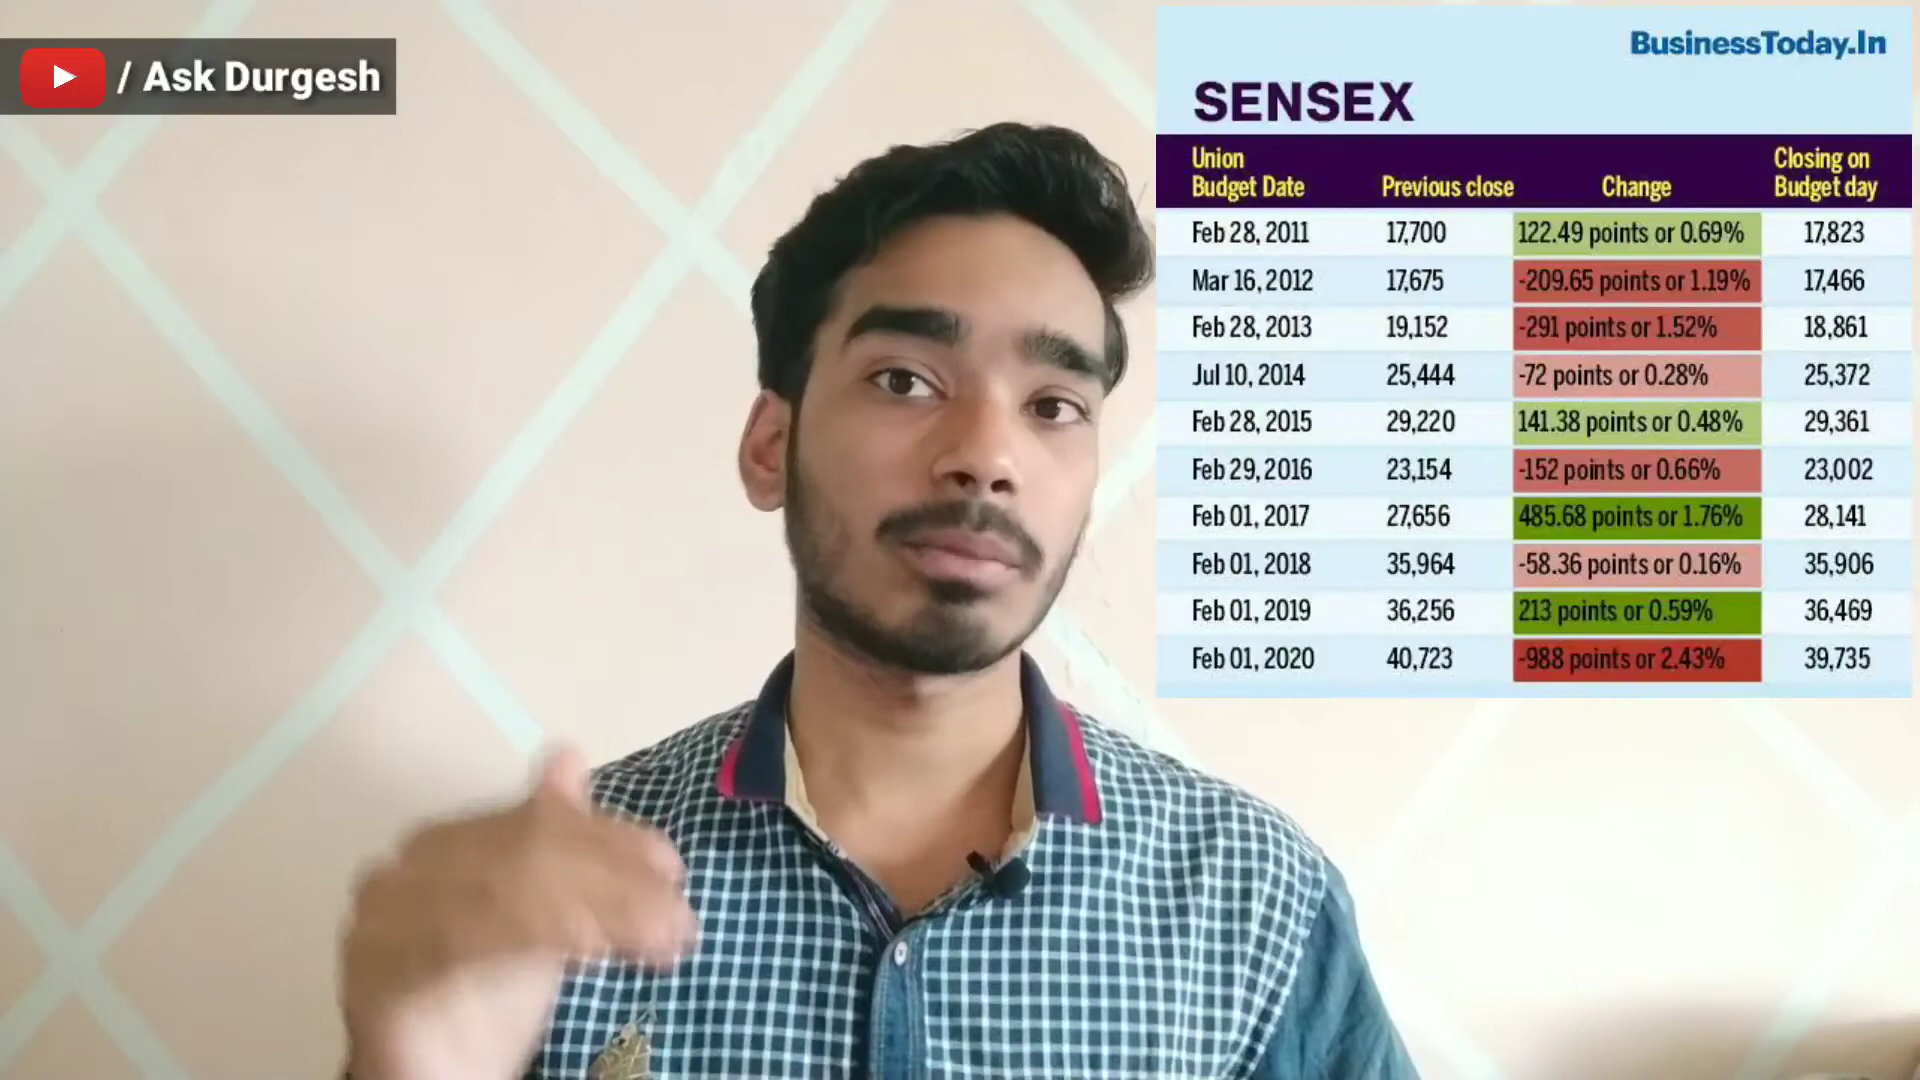 / Ask Durgesh
BusinessToday.In
SENSEX
Union Budget Date Previous close Change Closing on Budget day
Feb 28, 2011 17,700 122.49 points or 0.69% 17,823
Mar 16, 2012 17,675 -209.65 points or 1.19% 17,466
Feb 28, 2013 19,152 -291 points or 1.52% 18,861
Jul 10, 2014 25,444 -72 points or 0.28% 25,372
Feb 28, 2015 29,220 141.38 points or 0.48% 29,361
Feb 29, 2016 23,154 -152 points or 0.66% 23,002
Feb 01, 2017 27,656 485.68 points or 1.76% 28,141
Feb 01, 2018 35,964 -58.36 points or 0.16% 35,906
Feb 01, 2019 36,256 213 points or 0.59% 36,469
Feb 01, 2020 40,723 -988 points or 2.43% 39,735